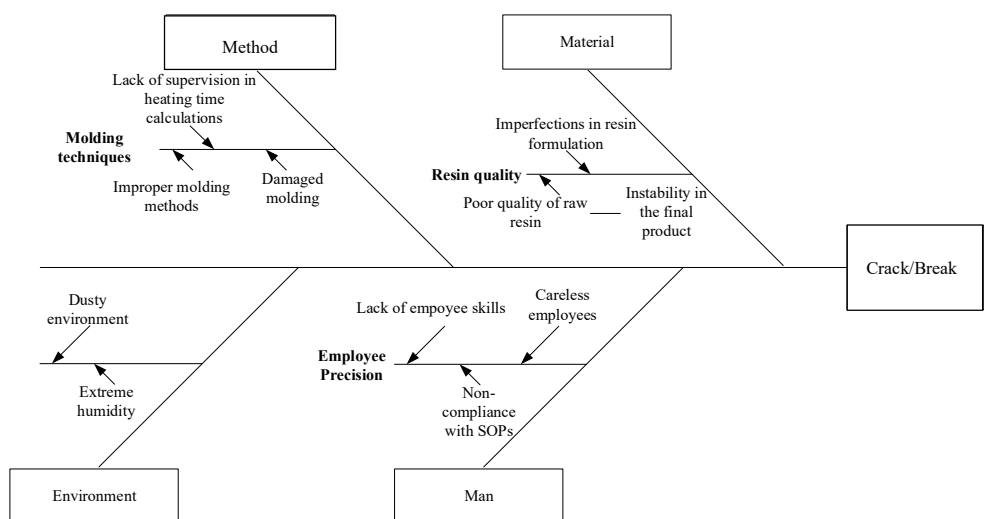 Method
Material
Lack of supervision in
heating time
calculations
Molding
techniques
Improper molding
methods
Damaged
molding
Imperfections in resin
formulation
Resin quality
Poor quality of raw
resin
Instability in
the final
product
Crack/Break
Dusty
environment
Extreme
humidity
Lack of empoyee skills
Careless
employees
Employee
Precision
Non-
compliance
with SOPs
Environment
Man